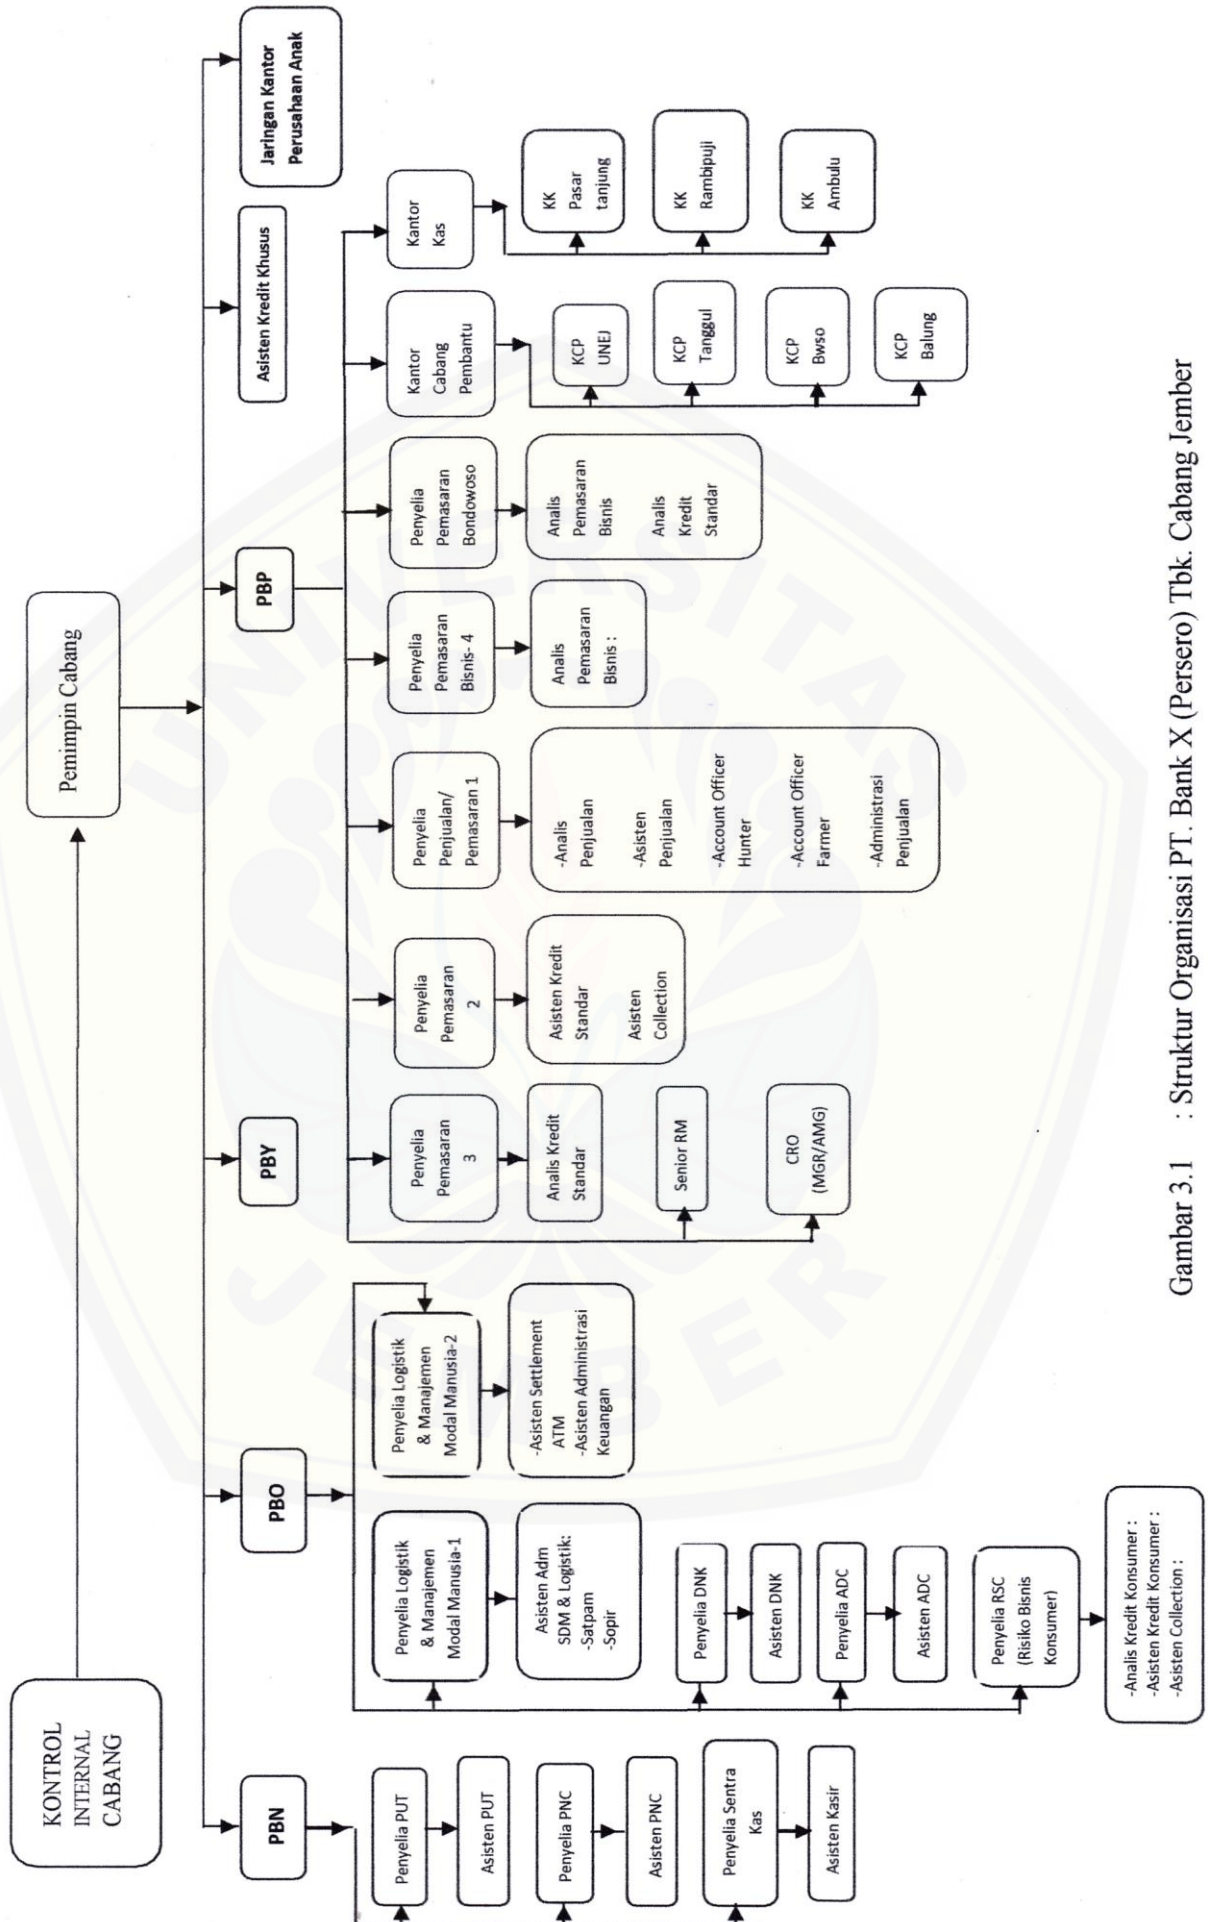 KONTROL
INTERNAL
CABANG
Pemimpin Cabang
PBN
PBO
PBY
PBP
Asisten Kredit Khusus
Jaringan Kantor
Perusahaan Anak
Penyelia PUT
Asisten PUT
Penyelia PNC
Asisten PNC
Penyelia Sentra
Kas
Asisten Kasir
Penyelia Logistik
& Manajemen
Modal Manusia-1
Asisten Adm
SDM & Logistik:
-Satpam
-Sopir
Penyelia Logistik
& Manajemen
Modal Manusia-2
-Asisten Settlement
ATM
-Asisten Administrasi
Keuangan
Penyelia DNK
Asisten DNK
Penyelia ADC
Asisten ADC
Penyelia RSC
(Risiko Bisnis
Konsumer)
-Analis Kredit Konsumer :
-Asisten Kredit Konsumer :
-Asisten Collection :
Penyelia
Pemasaran
3
Analis Kredit
Standar
Senior RM
CRO
(MGR/AMG)
Penyelia
Pemasaran
2
Asisten Kredit
Standar
Asisten
Collection
Penyelia
Penjualan/
Pemasaran 1
-Analis
Penjualan
-Asisten
Penjualan
-Account Officer
Hunter
-Account Officer
Farmer
-Administrasi
Penjualan
Penyelia
Pemasaran
Bisnis- 4
Analis
Pemasaran
Bisnis :
Penyelia
Pemasaran
Bondowoso
Analis
Pemasaran
Bisnis
Analis
Kredit
Standar
Kantor
Cabang
Pembantu
KCP
UNEJ
KCP
Tanggul
KCP
Bwso
KCP
Balung
Kantor
Kas
KK
Pasar
tanjung
KK
Rambipuji
KK
Ambulu
Gambar 3.1 : Struktur Organisasi PT. Bank X (Persero) Tbk. Cabang Jember
UNIVERSITAS
JEMBER